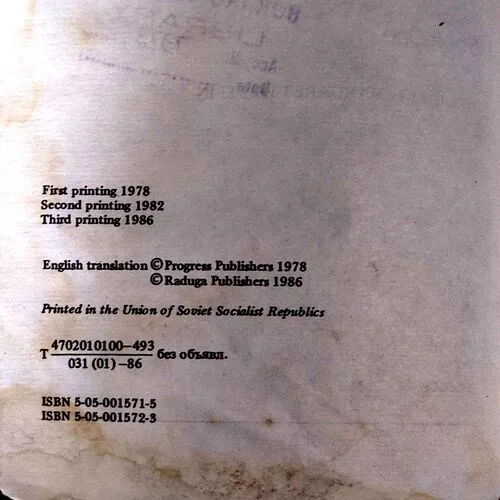 First printing 1978
Second printing 1982
Third printing 1986
English translation © Progress Publishers 1978
© Raduga Publishers 1986
Printed in the Union of Soviet Socialist Republics
T 4702010100–493
031 (01) –86 без объявл.
ISBN 5-05-001571-5
ISBN 5-05-001572-3